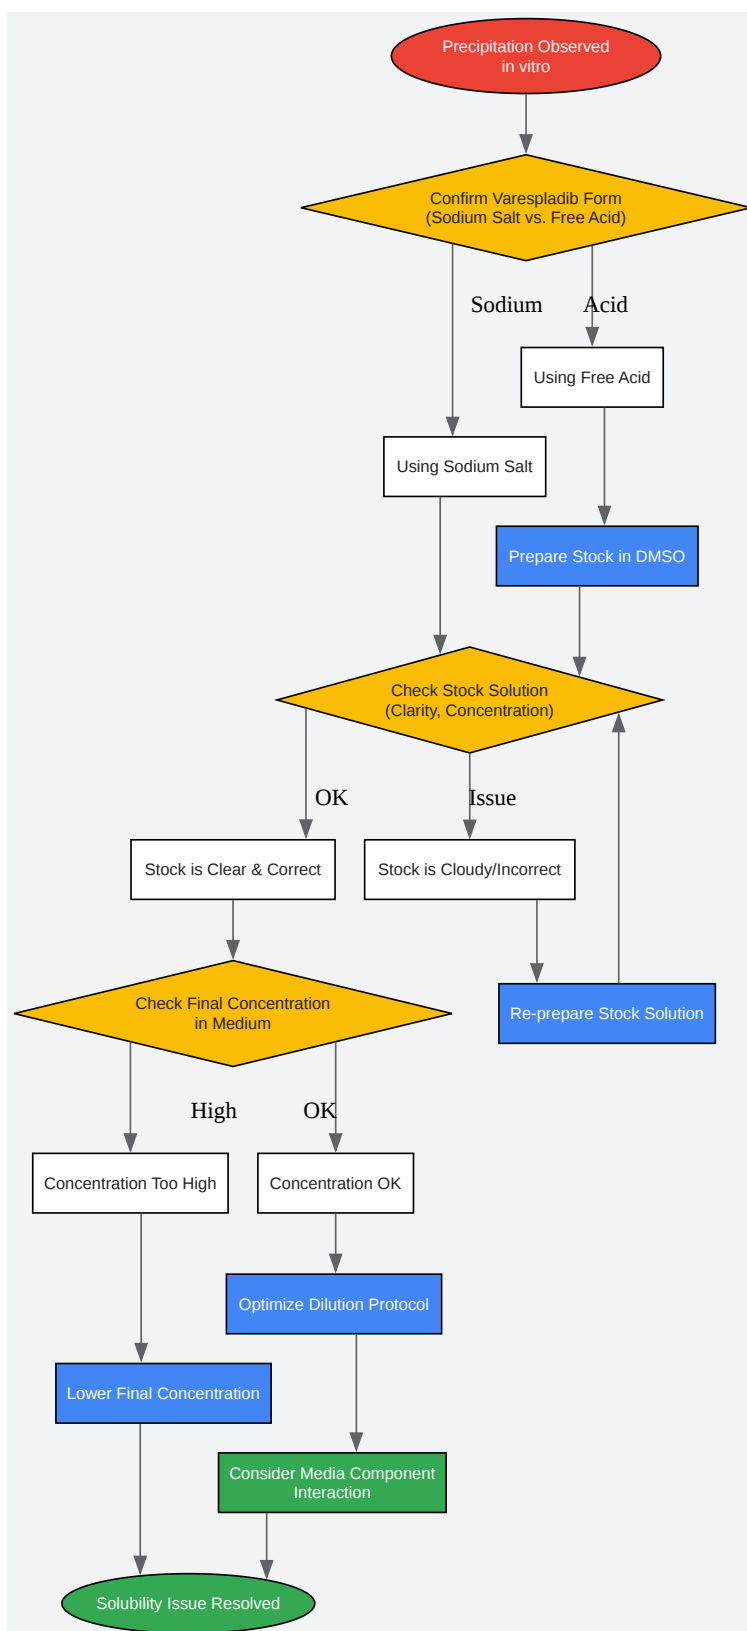 Precipitation Observed
in vitro
Confirm Varespladib Form
(Sodium Salt vs. Free Acid)
Sodium
Acid
Using Free Acid
Using Sodium Salt
Prepare Stock in DMSO
Check Stock Solution
(Clarity, Concentration)
OK
Issue
Stock is Clear & Correct
Stock is Cloudy/Incorrect
Check Final Concentration
in Medium
Re-prepare Stock Solution
High
OK
Concentration Too High
Concentration OK
Optimize Dilution Protocol
Lower Final Concentration
Consider Media Component
Interaction
Solubility Issue Resolved